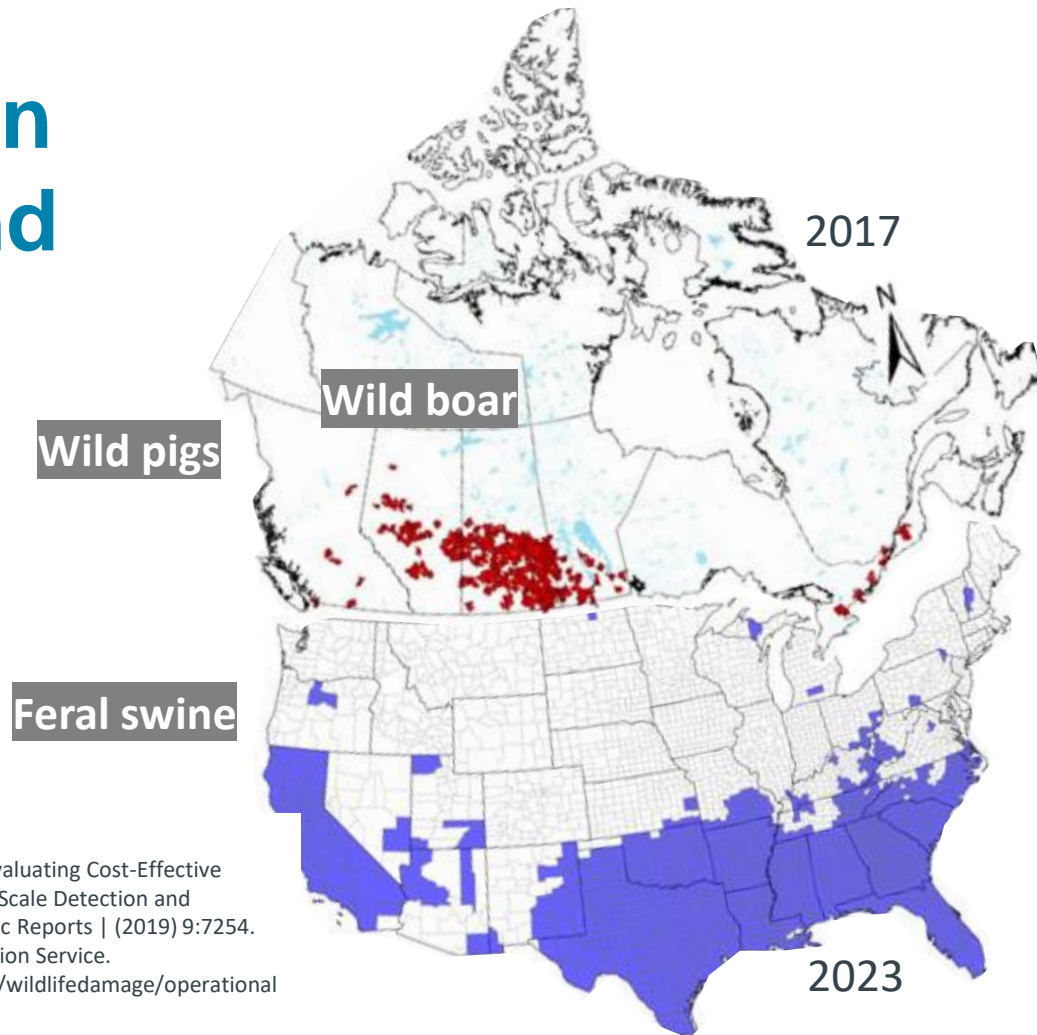 n
nd
2017
N
Wild boar
Wild pigs
Feral swine
valuating Cost-Effective
Scale Detection and
c Reports | (2019) 9:7254.
ion Service.
/wildlifedamage/operational
2023